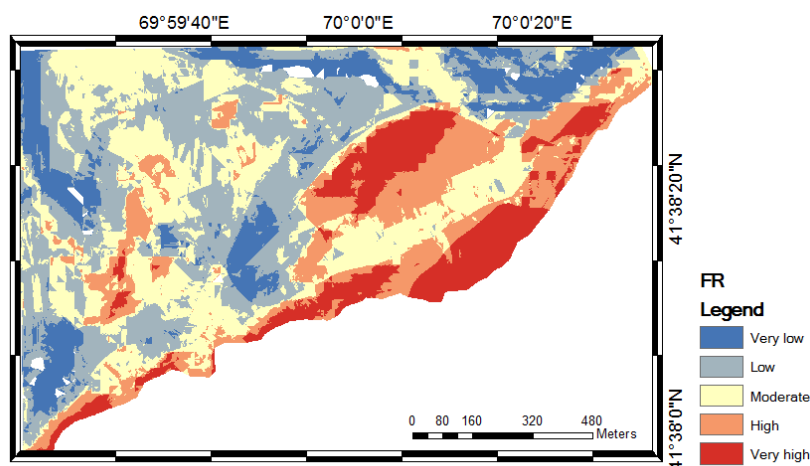 69°59'40"E 70°0'0"E 70°0'20"E
41°38'20"N
41°38'0"N
FR
Legend
Very low
Low
Moderate
High
Very high
0 80 160 320 480
Meters